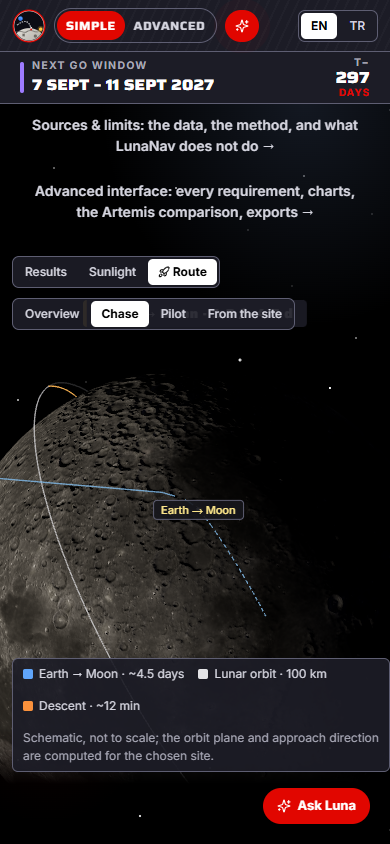 SIMPLE ADVANCED EN TR
NEXT GO WINDOW
7 SEPT – 11 SEPT 2027
T−
297
DAYS
Sources & limits: the data, the method, and what
LunaNav does not do →
Advanced interface: every requirement, charts,
the Artemis comparison, exports →
Results Sunlight Route
Overview Chase Pilot From the site
Earth → Moon
Earth → Moon · ~4.5 days Lunar orbit · 100 km
Descent · ~12 min
Schematic, not to scale; the orbit plane and approach direction
are computed for the chosen site.
Ask Luna